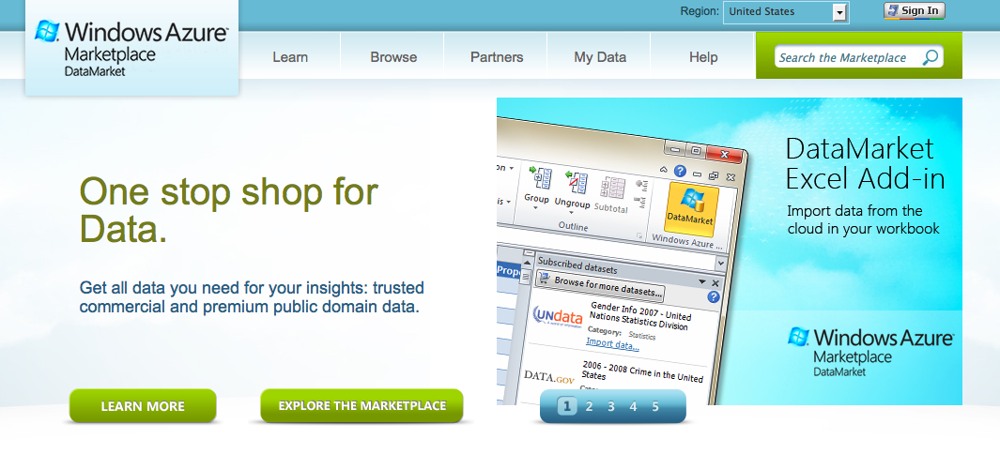 Region: United States
Sign In
Windows Azure
Marketplace
DataMarket
Learn
Browse
Partners
My Data
Help
Search the Marketplace
One stop shop for
Data.
Get all data you need for your insights: trusted
commercial and premium public domain data.
LEARN MORE
EXPLORE THE MARKETPLACE
Group
Ungroup
Subtotal
Outline
DataMarket
Windows Azure ...
Subscribed datasets
Browse for more datasets...
UNdata
Gender Info 2007 - United
Nations Statistics Division
Category: Statistics
Import data...
DATA.GOV
2006 - 2008 Crime in the United
States
1 2 3 4 5
DataMarket
Excel Add-in
Import data from the
cloud in your workbook
Windows Azure
Marketplace
DataMarket